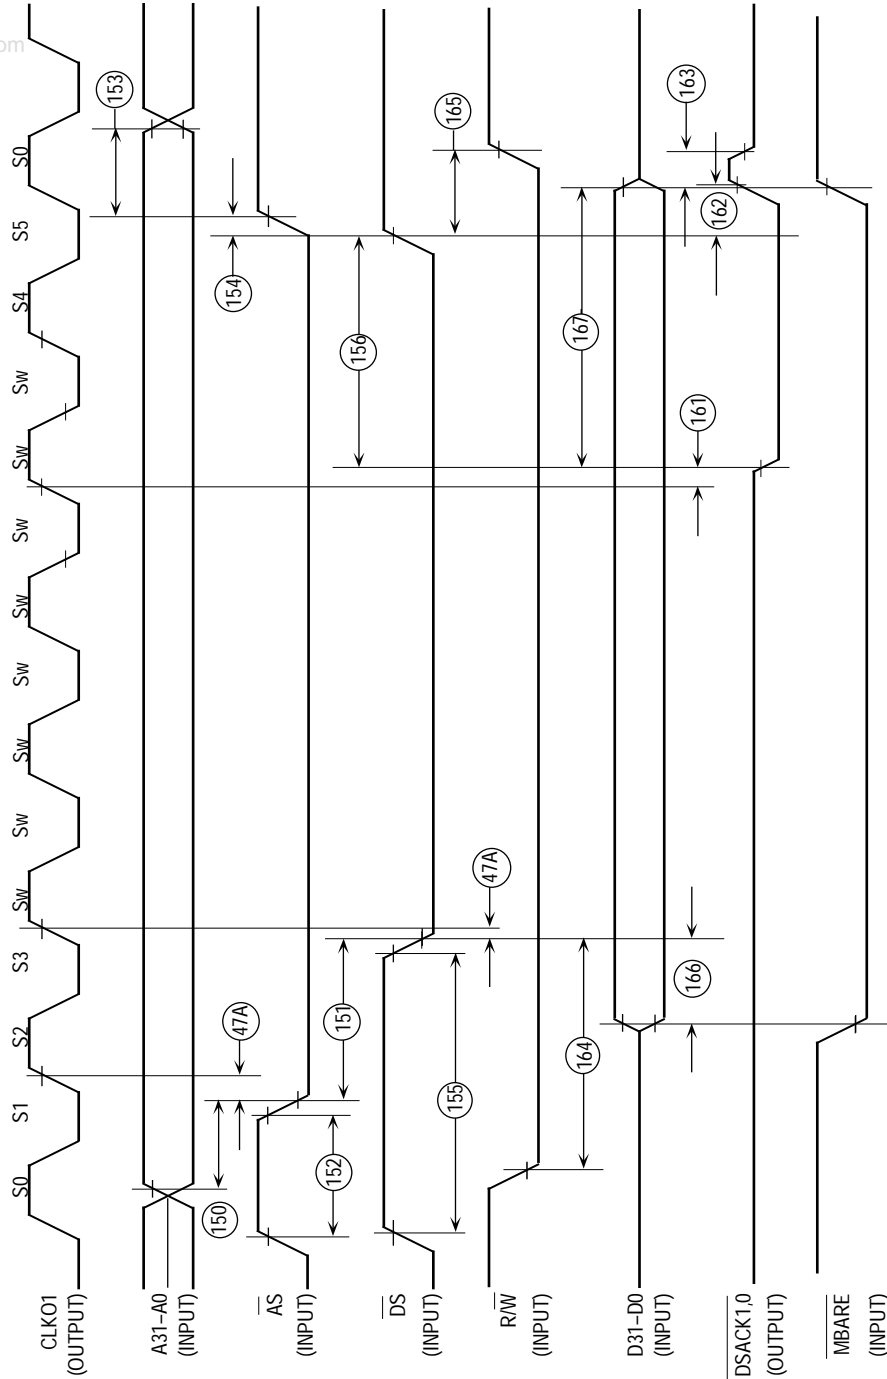 om
S0
S1
S2
S3
Sw
Sw
Sw
Sw
Sw
Sw
Sw
Sw
S4
S5
S0
CLKO1
(OUTPUT)
A31–A0
(INPUT)
150
153
AS
(INPUT)
152
47A
154
DS
(INPUT)
155
151
156
R/W
(INPUT)
164
47A
165
D31–D0
(INPUT)
166
167
DSACK1,0
(OUTPUT)
161
162
163
MBARE
(INPUT)